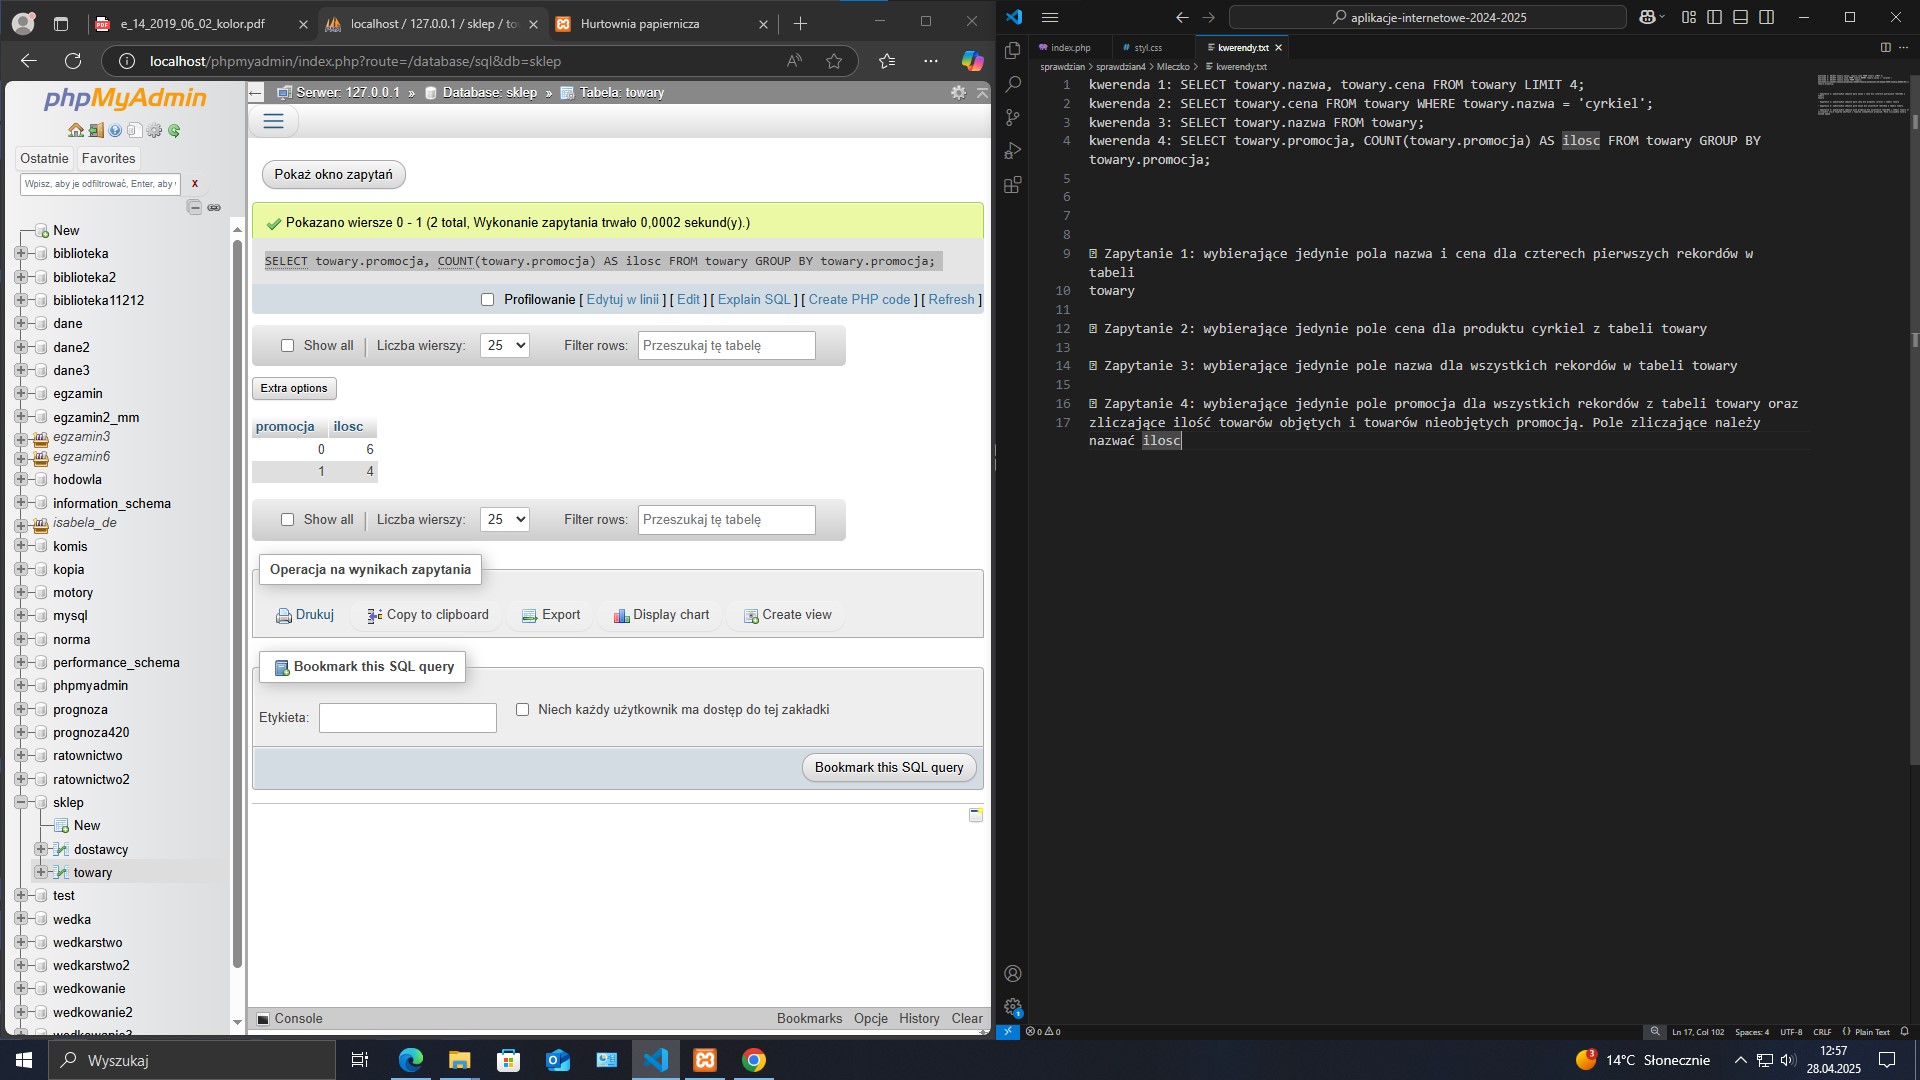 e_14_2019_06_02_kolor.pdf
localhost / 127.0.0.1 / sklep / to
Hurtownia papiernicza
localhost/phpmyadmin/index.php?route=/database/sql&db=sklep
phpMyAdmin
Ostatnie
Favorites
Wpisz, aby je odfiltrować, Enter, aby
X
New
biblioteka
biblioteka2
biblioteka11212
dane
dane2
dane3
egzamin
egzamin2_mm
egzamin3
egzamin6
hodowla
information_schema
isabela_de
komis
kopia
motory
mysql
norma
performance_schema
phpmyadmin
prognoza
prognoza420
ratownictwo
ratownictwo2
sklep
New
dostawcy
towary
test
wedka
wedkarstwo
wedkarstwo2
wedkowanie
wedkowanie2
wedkowanie3
Serwer: 127.0.0.1 » Database: sklep » Tabela: towary
Pokaż okno zapytań
Pokazano wiersze 0 - 1 (2 total, Wykonanie zapytania trwało 0,0002 sekund(y).)
SELECT towary.promocja, COUNT(towary.promocja) AS ilosc FROM towary GROUP BY towary.promocja;
Profilowanie [ Edytuj w linii ] [ Edit ] [ Explain SQL ] [ Create PHP code ] [ Refresh ]
Show all | Liczba wierszy: 25 Filter rows: Przeszukaj tę tabelę
Extra options
promocja ilosc
0 6
1 4
Show all | Liczba wierszy: 25 Filter rows: Przeszukaj tę tabelę
Operacja na wynikach zapytania
Drukuj Copy to clipboard Export Display chart Create view
Bookmark this SQL query
Etykieta:
Niech każdy użytkownik ma dostęp do tej zakładki
Bookmark this SQL query
Console
Bookmarks Opcje History Clear
aplikacje-internetowe-2024-2025
index.php
styl.css
kwerendy.txt
sprawdzian > sprawdzian4 > Mleczko > kwerendy.txt
1 kwerenda 1: SELECT towary.nazwa, towary.cena FROM towary LIMIT 4;
2 kwerenda 2: SELECT towary.cena FROM towary WHERE towary.nazwa = 'cyrkiel';
3 kwerenda 3: SELECT towary.nazwa FROM towary;
4 kwerenda 4: SELECT towary.promocja, COUNT(towary.promocja) AS ilosc FROM towary GROUP BY
towary.promocja;
5
6
7
8
9 Zapytanie 1: wybierające jedynie pola nazwa i cena dla czterech pierwszych rekordów w
tabeli
10 towary
11
12 Zapytanie 2: wybierające jedynie pole cena dla produktu cyrkiel z tabeli towary
13
14 Zapytanie 3: wybierające jedynie pole nazwa dla wszystkich rekordów w tabeli towary
15
16 Zapytanie 4: wybierające jedynie pole promocja dla wszystkich rekordów z tabeli towary oraz
17 zliczające ilość towarów objętych i towarów nieobjętych promocją. Pole zliczające należy
nazwać ilosc
0 0
Ln 17, Col 102 Spaces: 4 UTF-8 CRLF {} Plain Text
Wyszukaj
3
14°C Słonecznie
12:57
28.04.2025